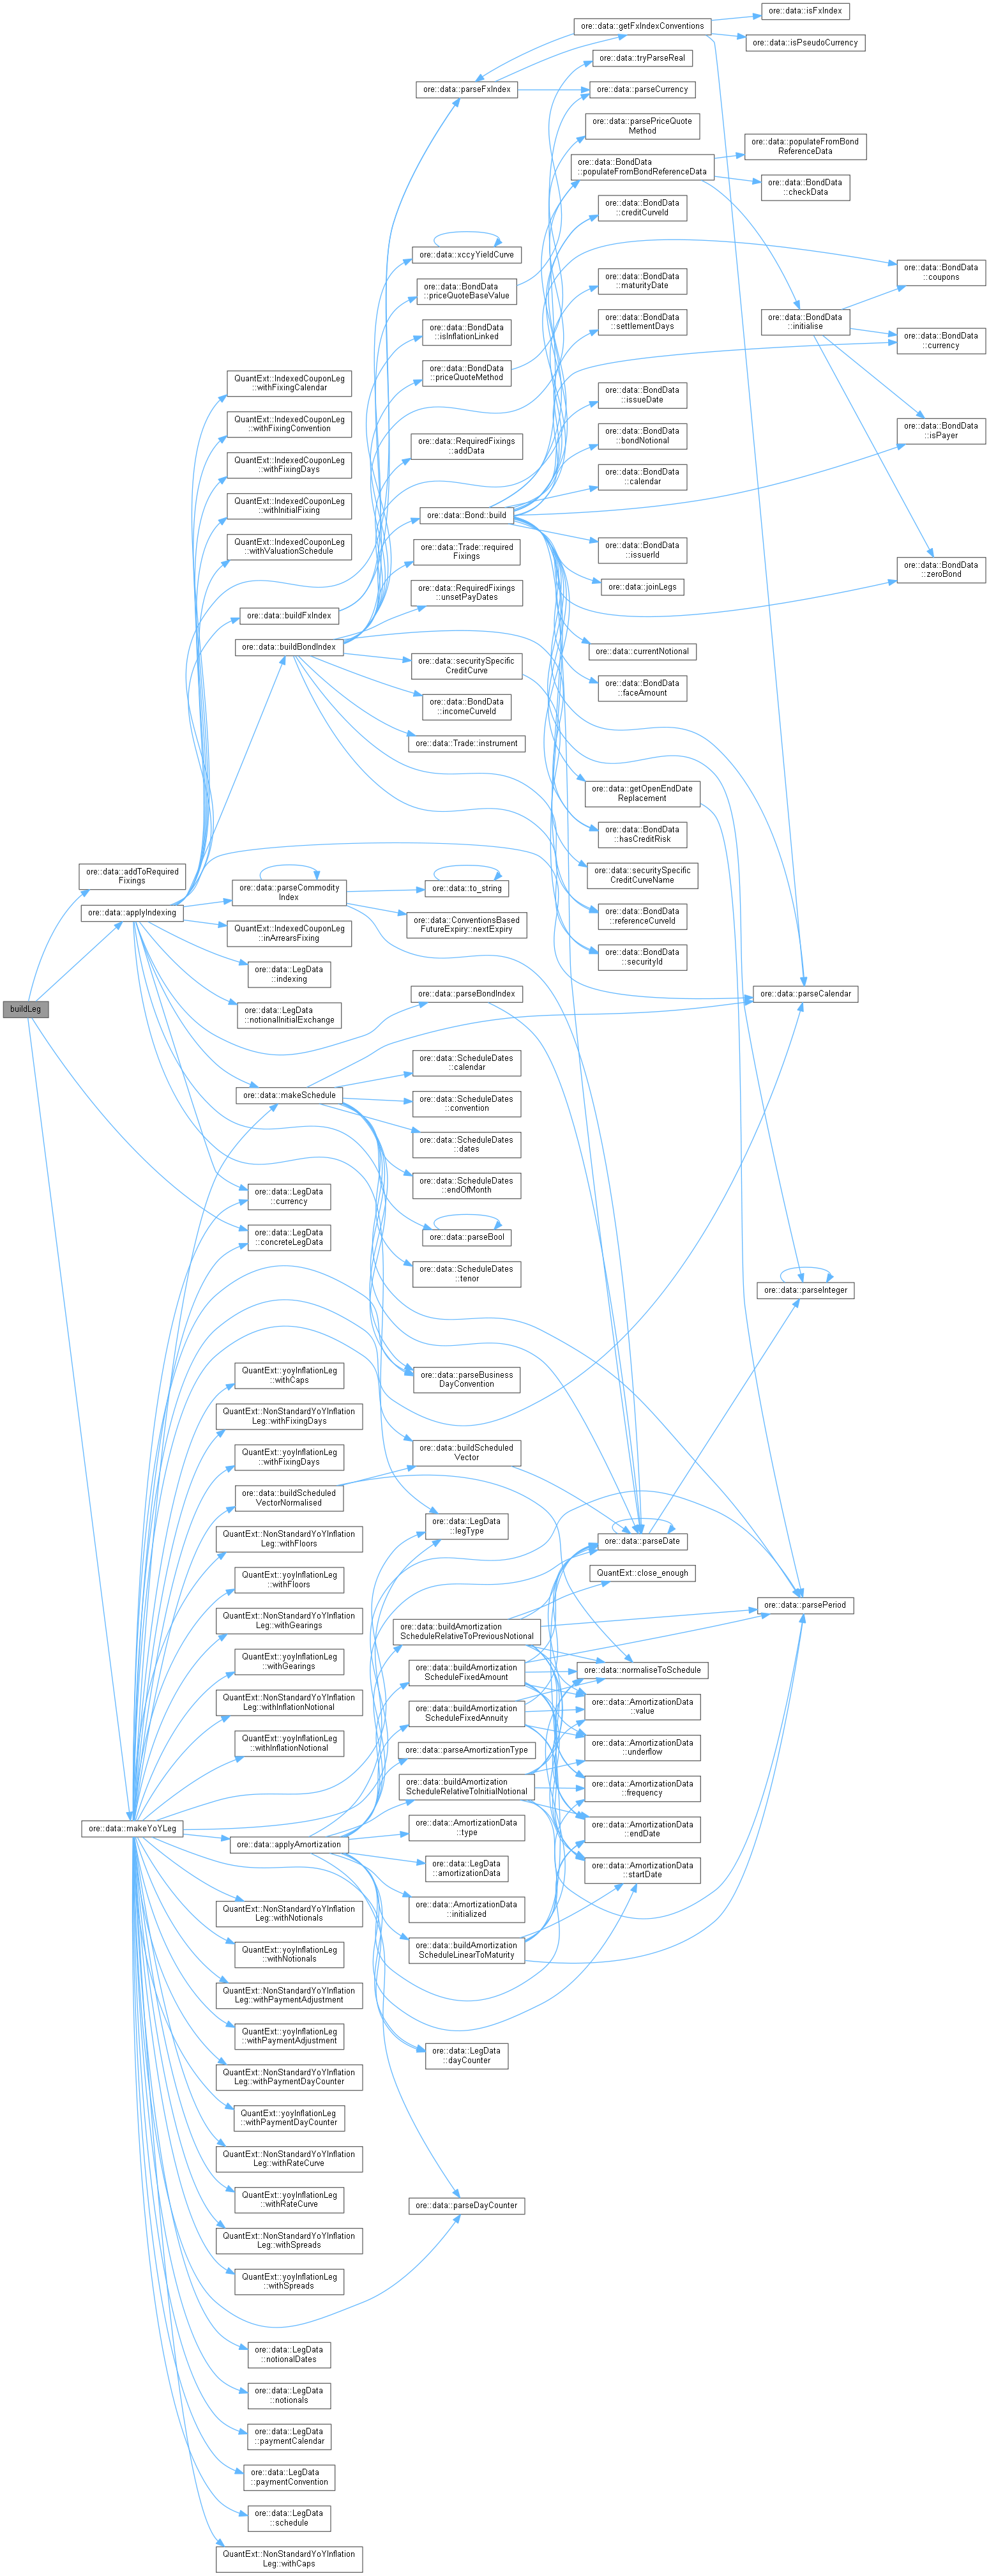 buildLeg
ore::data::addToRequired
Fixings
ore::data::applyIndexing
ore::data::makeYoYLeg
QuantExt::IndexedCouponLeg
::withFixingCalendar
QuantExt::IndexedCouponLeg
::withFixingConvention
QuantExt::IndexedCouponLeg
::withFixingDays
QuantExt::IndexedCouponLeg
::withInitialFixing
QuantExt::IndexedCouponLeg
::withValuationSchedule
ore::data::buildFxIndex
ore::data::buildBondIndex
ore::data::parseCommodity
Index
QuantExt::IndexedCouponLeg
::inArrearsFixing
ore::data::LegData
::indexing
ore::data::LegData
::notionalInitialExchange
ore::data::makeSchedule
ore::data::LegData
::currency
ore::data::LegData
::concreteLegData
QuantExt::yoyInflationLeg
::withCaps
QuantExt::NonStandardYoYInflation
Leg::withFixingDays
QuantExt::yoyInflationLeg
::withFixingDays
ore::data::buildScheduled
VectorNormalised
QuantExt::NonStandardYoYInflation
Leg::withFloors
QuantExt::yoyInflationLeg
::withFloors
QuantExt::NonStandardYoYInflation
Leg::withGearings
QuantExt::yoyInflationLeg
::withGearings
QuantExt::NonStandardYoYInflation
Leg::withInflationNotional
QuantExt::yoyInflationLeg
::withInflationNotional
ore::data::applyAmortization
QuantExt::NonStandardYoYInflation
Leg::withNotionals
QuantExt::yoyInflationLeg
::withNotionals
QuantExt::NonStandardYoYInflation
Leg::withPaymentAdjustment
QuantExt::yoyInflationLeg
::withPaymentAdjustment
QuantExt::NonStandardYoYInflation
Leg::withPaymentDayCounter
QuantExt::yoyInflationLeg
::withPaymentDayCounter
QuantExt::NonStandardYoYInflation
Leg::withRateCurve
QuantExt::yoyInflationLeg
::withRateCurve
QuantExt::NonStandardYoYInflation
Leg::withSpreads
QuantExt::yoyInflationLeg
::withSpreads
ore::data::LegData
::notionalDates
ore::data::LegData
::notionals
ore::data::LegData
::paymentCalendar
ore::data::LegData
::paymentConvention
ore::data::LegData
::schedule
QuantExt::NonStandardYoYInflation
Leg::withCaps
ore::data::parseFxIndex
ore::data::xccyYieldCurve
ore::data::BondData
::priceQuoteBaseValue
ore::data::BondData
::isInflationLinked
ore::data::BondData
::priceQuoteMethod
ore::data::RequiredFixings
::addData
ore::data::Bond::build
ore::data::Trade::required
Fixings
ore::data::RequiredFixings
::unsetPayDates
ore::data::securitySpecific
CreditCurve
ore::data::BondData
::incomeCurveId
ore::data::Trade::instrument
ore::data::to_string
ore::data::ConventionsBased
FutureExpiry::nextExpiry
ore::data::parseBondIndex
ore::data::ScheduleDates
::calendar
ore::data::ScheduleDates
::convention
ore::data::ScheduleDates
::dates
ore::data::ScheduleDates
::endOfMonth
ore::data::parseBool
ore::data::ScheduleDates
::tenor
ore::data::parseBusiness
DayConvention
ore::data::buildScheduled
Vector
ore::data::LegData
::legType
ore::data::buildAmortization
ScheduleRelativeToPreviousNotional
ore::data::buildAmortization
ScheduleFixedAmount
ore::data::buildAmortization
ScheduleFixedAnnuity
ore::data::parseAmortizationType
ore::data::buildAmortization
ScheduleRelativeToInitialNotional
ore::data::AmortizationData
::type
ore::data::LegData
::amortizationData
ore::data::AmortizationData
::initialized
ore::data::buildAmortization
ScheduleLinearToMaturity
ore::data::LegData
::dayCounter
ore::data::parseDayCounter
ore::data::getFxIndexConventions
ore::data::tryParseReal
ore::data::parseCurrency
ore::data::parsePriceQuote
Method
ore::data::BondData
::populateFromBondReferenceData
ore::data::BondData
::creditCurveId
ore::data::BondData
::maturityDate
ore::data::BondData
::settlementDays
ore::data::BondData
::issueDate
ore::data::BondData
::bondNotional
ore::data::BondData
::calendar
ore::data::BondData
::issuerId
ore::data::joinLegs
ore::data::currentNotional
ore::data::BondData
::faceAmount
ore::data::getOpenEndDate
Replacement
ore::data::BondData
::hasCreditRisk
ore::data::securitySpecific
CreditCurveName
ore::data::BondData
::referenceCurveId
ore::data::BondData
::securityId
ore::data::parseDate
QuantExt::close_enough
ore::data::normaliseToSchedule
ore::data::AmortizationData
::value
ore::data::AmortizationData
::underflow
ore::data::AmortizationData
::frequency
ore::data::AmortizationData
::endDate
ore::data::AmortizationData
::startDate
ore::data::isFxIndex
ore::data::isPseudoCurrency
ore::data::populateFromBond
ReferenceData
ore::data::BondData
::checkData
ore::data::BondData
::initialise
ore::data::parseCalendar
ore::data::parseInteger
ore::data::parsePeriod
ore::data::BondData
::coupons
ore::data::BondData
::currency
ore::data::BondData
::isPayer
ore::data::BondData
::zeroBond